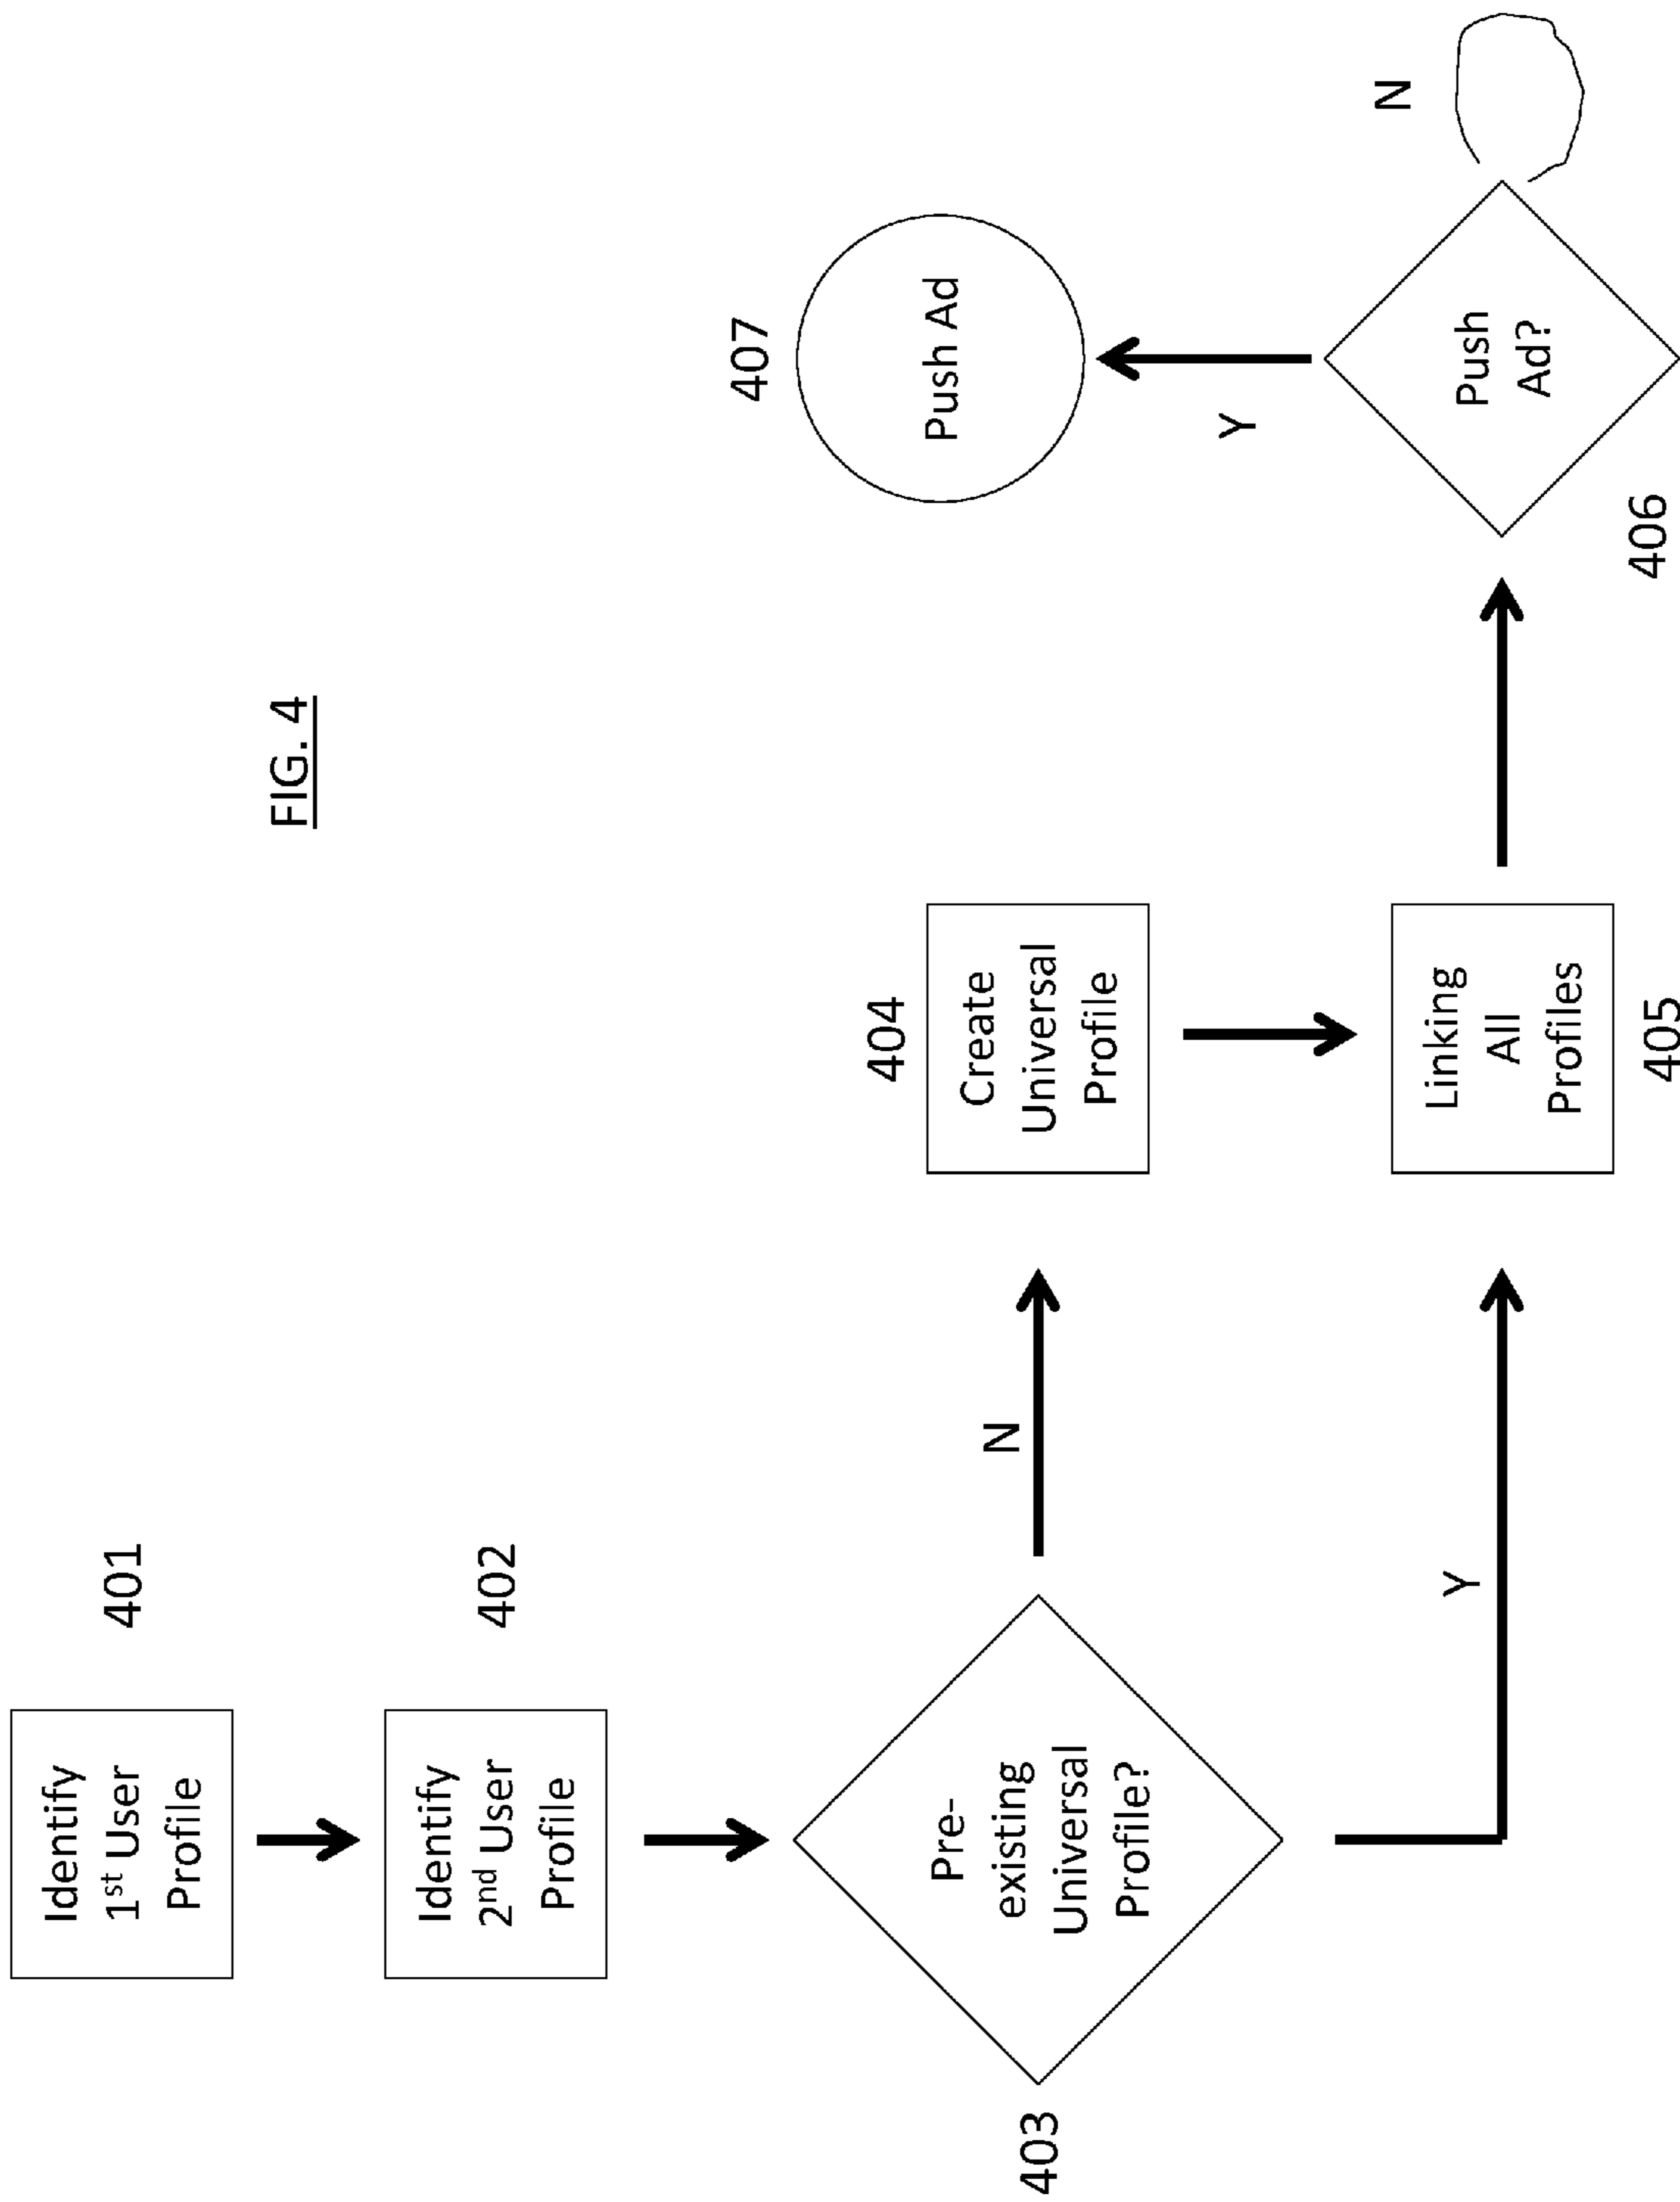 FIG. 4
Identify
1st User
Profile
401
Identify
2nd User
Profile
402
403
Pre-
existing
Universal
Profile?
N
Y
404
Create
Universal
Profile
Linking
All
Profiles
405
406
Push
Ad?
N
Y
407
Push Ad